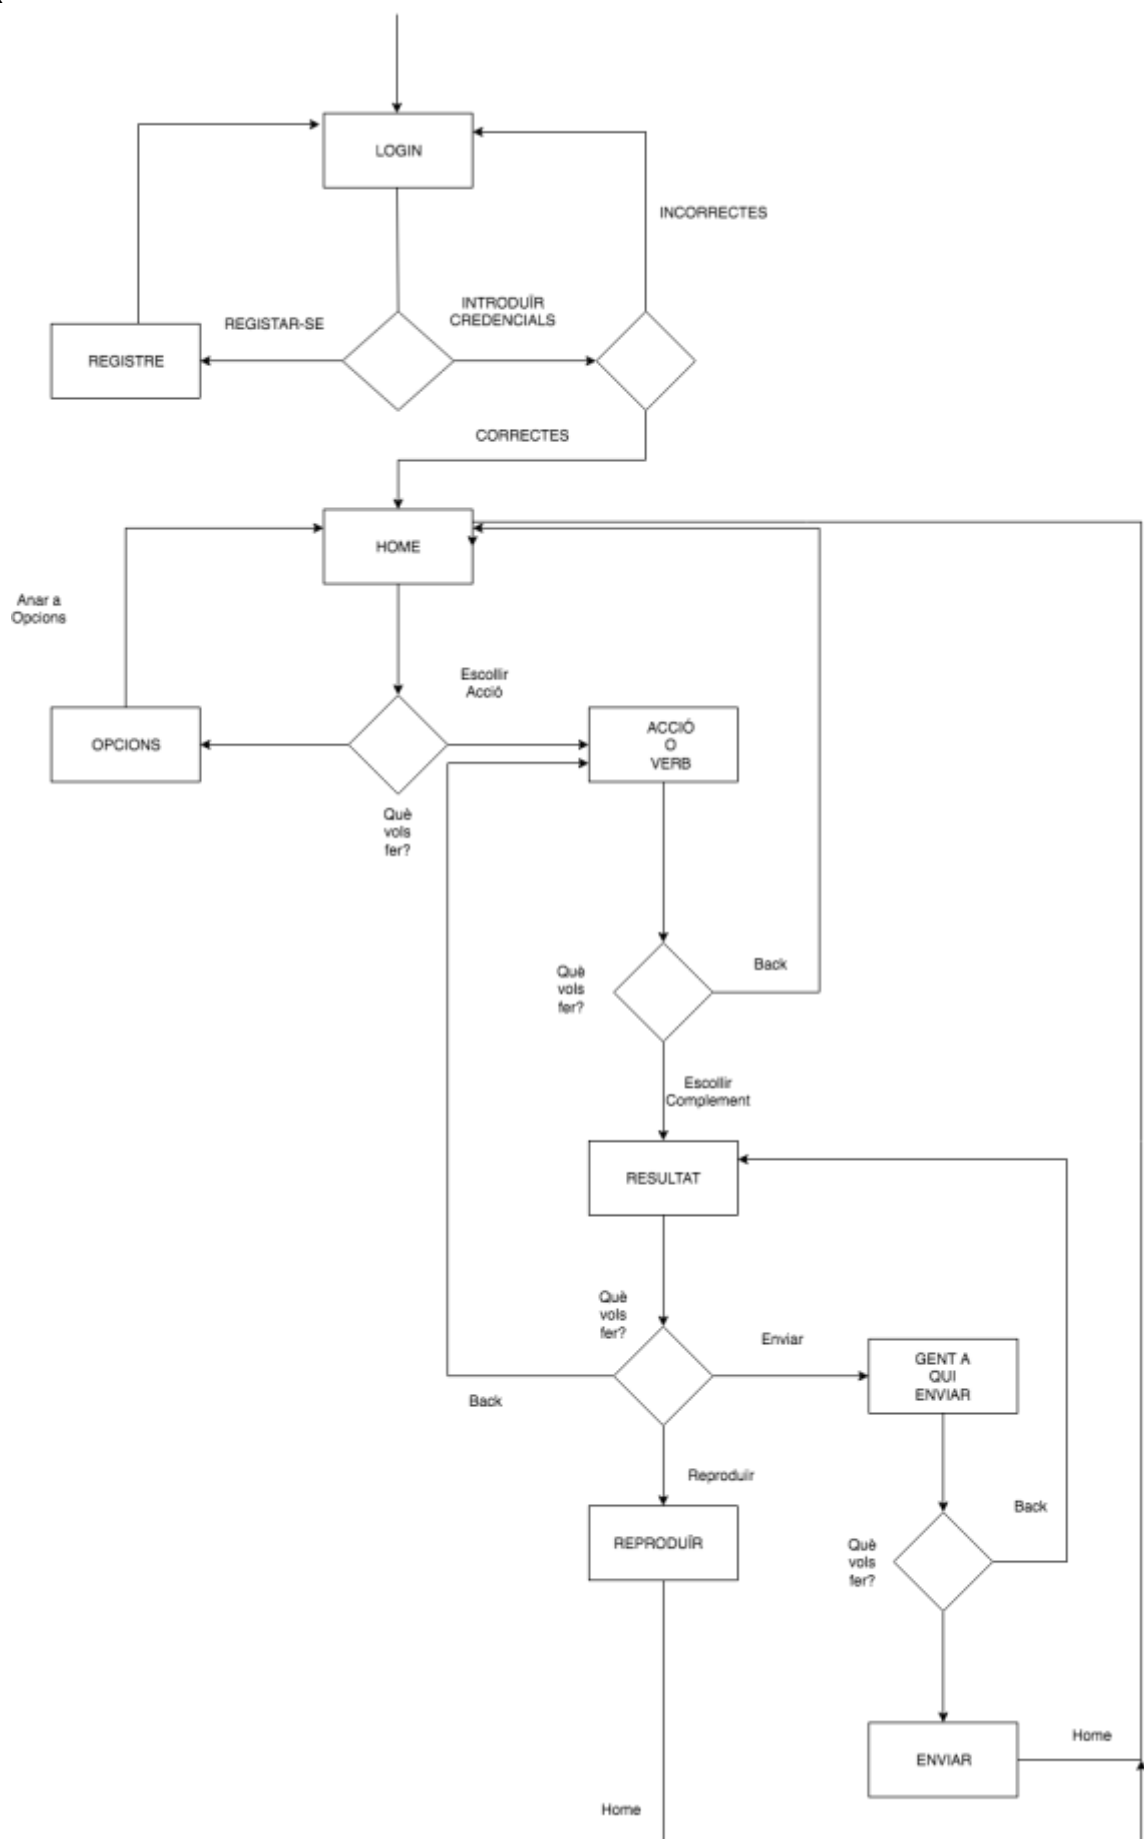 LOGIN
INCORRECTES
INTRODUÏR
CREDENCIALS
REGISTAR-SE
REGISTRE
CORRECTES
HOME
Anar a
Opcions
Escollir
Acció
OPCIONS
ACCIÓ
O
VERB
Què
vols
fer?
Back
Què
vols
fer?
Escollir
Complement
RESULTAT
Què
vols
fer?
Enviar
GENT A
QUI
ENVIAR
Back
Reproduïr
Back
REPRODUÏR
Què
vols
fer?
Home
ENVIAR
Home